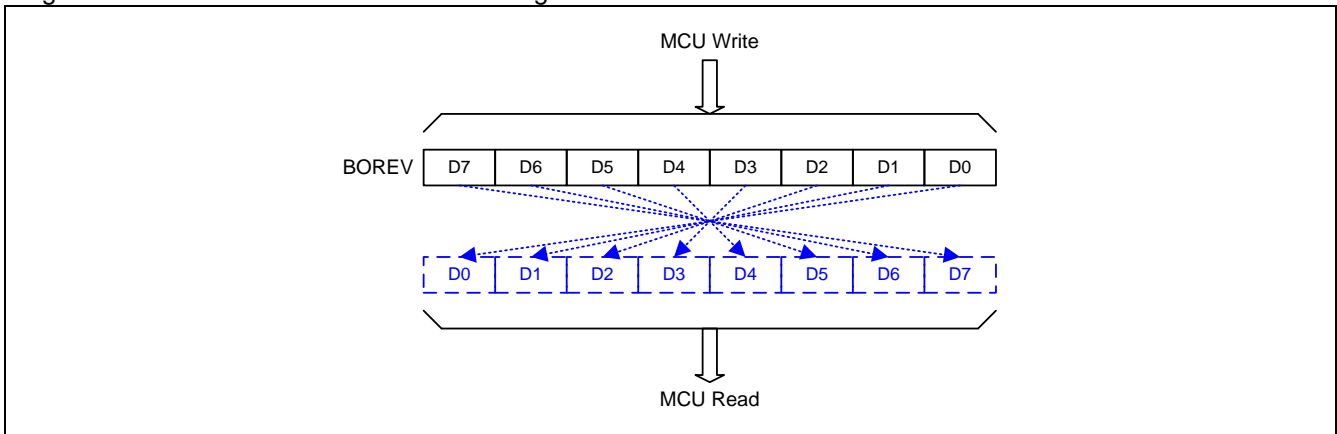 MCU Write
BOREV D7 D6 D5 D4 D3 D2 D1 D0
D0 D1 D2 D3 D4 D5 D6 D7
MCU Read